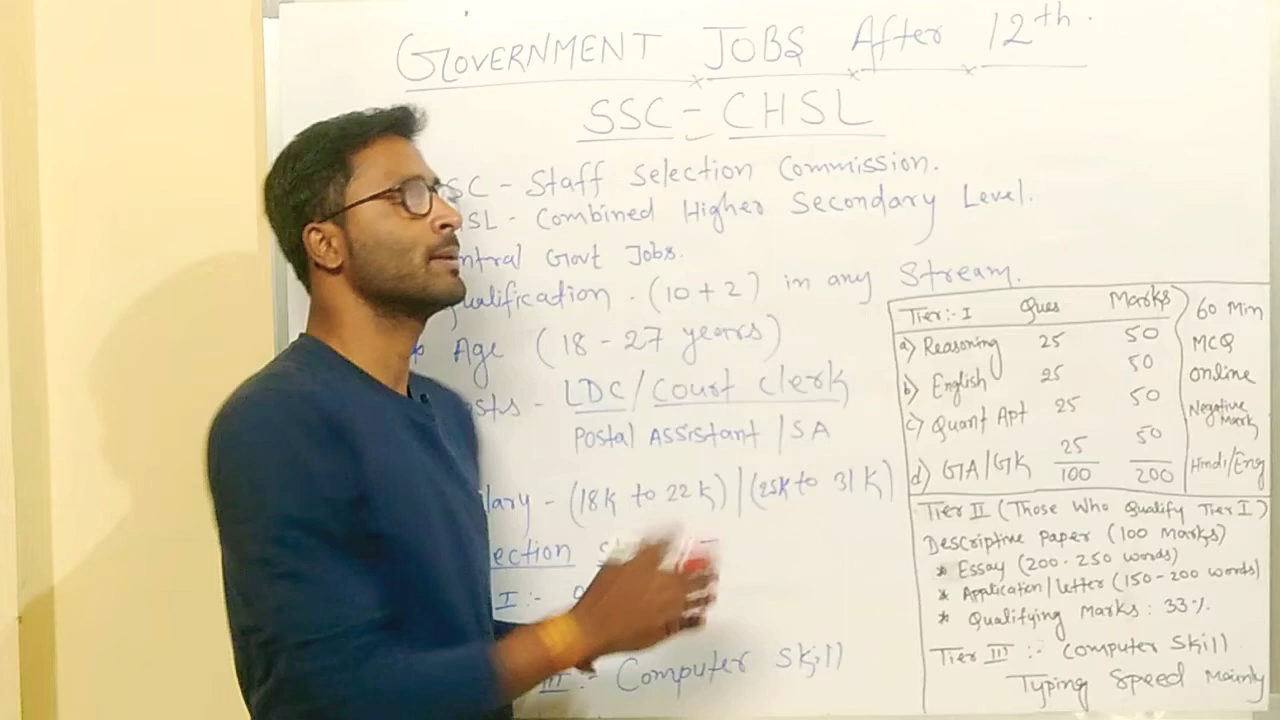 GOVERNMENT JOBS After 12th.
SSC - CHSL
SC - Staff Selection Commission.
HSL - Combined Higher Secondary Level.
ntral Govt Jobs.
ualification. (10+2) in any Stream.
Age (18 - 27 years)
sts - LDC/Court clerk
Postal Assistant / SA
lary - (18K to 22K) | (25K to 31K)
ection
I :-
III :- Computer Skill
Tier:- I Ques Marks
a) Reasoning 25 50
b) English 25 50
c) Quant Apt 25 50
d) GA/GK 25 50
100 200
60 Min
MCQ
online
Negative
Mark
Hindi/Eng
Tier II (Those Who Qualify Tier I)
Descriptive Paper (100 Marks)
* Essay (200-250 words)
* Application/letter (150-200 words)
* Qualifying Marks: 33%.
Tier III :- Computer Skill
Typing Speed Mainly